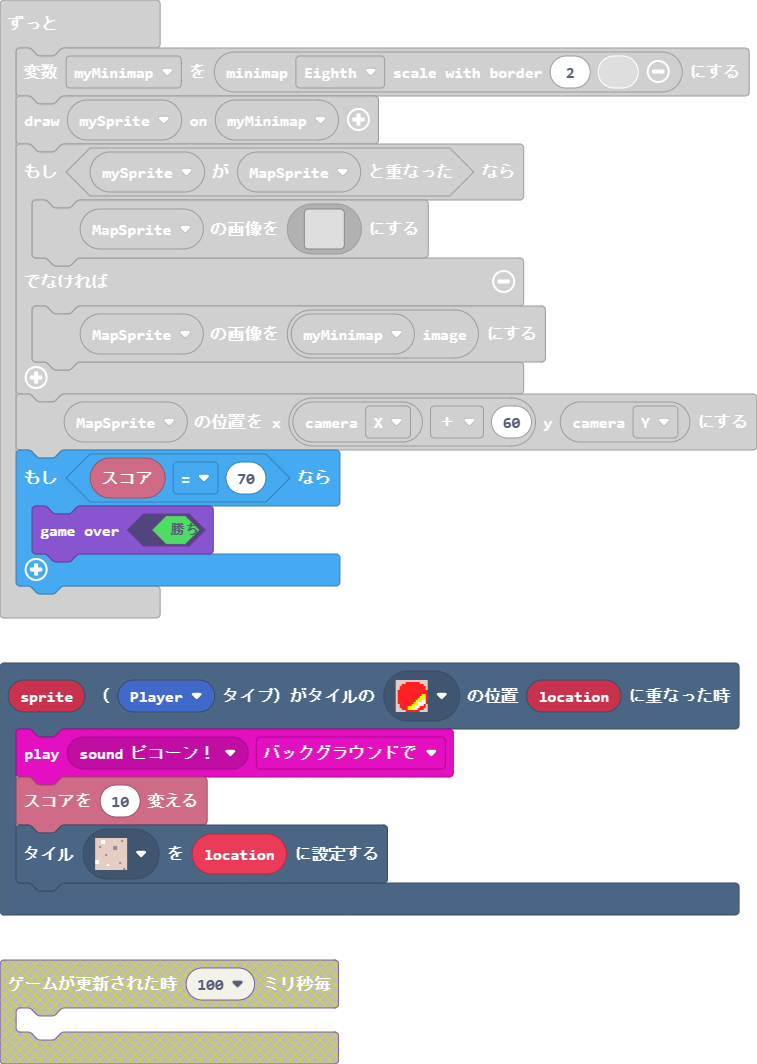 ずっと
変数 myMinimap を minimap Eighth scale with border 2 にする
draw mySprite on myMinimap
もし mySprite が MapSprite と重なった なら
MapSprite の画像を にする
でなければ
MapSprite の画像を myMinimap image にする
MapSprite の位置を x camera X + 60 y camera Y にする
もし スコア = 70 なら
game over 勝ち
sprite ( Player タイプ) がタイルの の位置 location に重なった時
play sound ピコーン! バックグラウンドで
スコアを 10 変える
タイル を location に設定する
ゲームが更新された時 100 ミリ秒毎